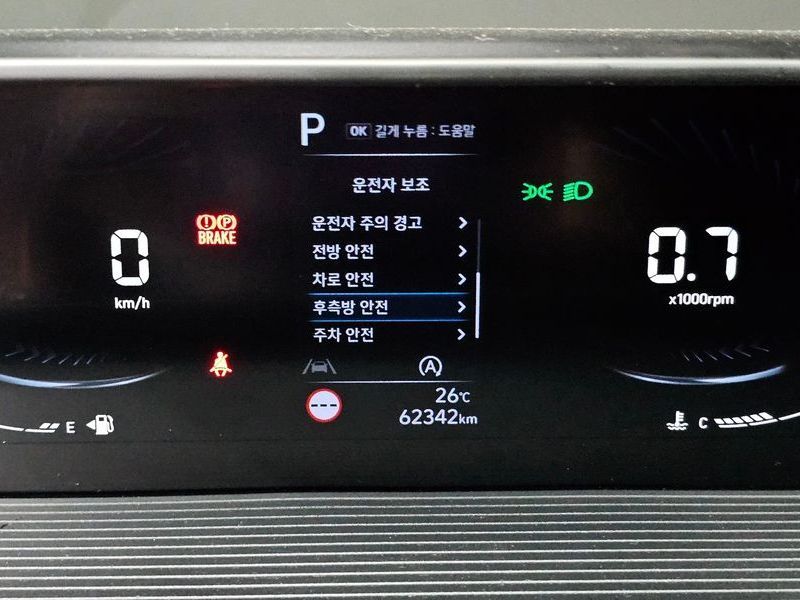 P
OK 길게 누름 : 도움말
운전자 보조
운전자 주의 경고
전방 안전
차로 안전
후측방 안전
주차 안전
P
BRAKE
0
km/h
0.7
x1000rpm
A
---
26℃
62342km
E
C